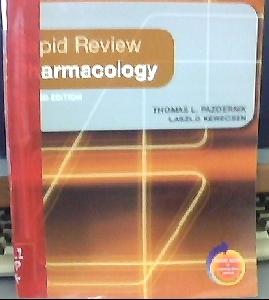 pid Review
armacology
EDITION
THOMAS L. PAZDERNIK
LASZLO KERECSEN